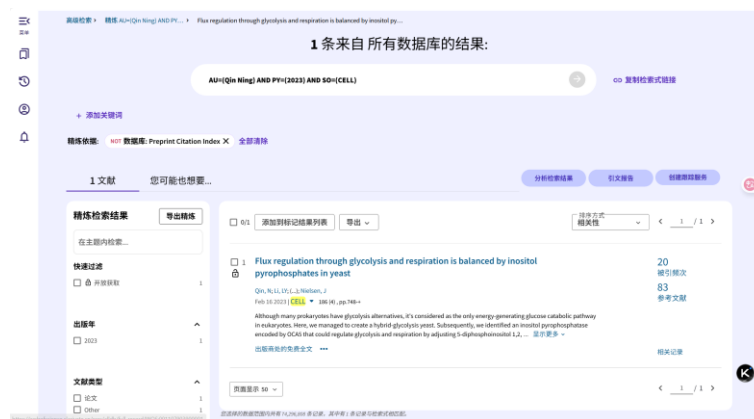 菜单
高级检索 › 精炼 AU=(Qin Ning) AND PY... › Flux regulation through glycolysis and respiration is balanced by inositol py...
1 条来自 所有数据库的结果:
AU=(Qin Ning) AND PY=(2023) AND SO=(CELL)
复制检索式链接
+ 添加关键词
精炼依据: NOT 数据库: Preprint Citation Index X 全部清除
1 文献 您可能也想要...
分析检索结果 引文报告 创建跟踪服务
精炼检索结果 导出精炼
在主题内检索...
快速过滤
开放获取 1
出版年
2023 1
文献类型
论文 1
Other 1
0/1 添加到标记结果列表 导出
排序方式
相关性
‹ 1 / 1 ›
1 Flux regulation through glycolysis and respiration is balanced by inositol
pyrophosphates in yeast
Qin, N; Li, LY; (...); Nielsen, J
Feb 16 2023 | CELL 186 (4) , pp.748-+
Although many prokaryotes have glycolysis alternatives, it's considered as the only energy-generating glucose catabolic pathway
in eukaryotes. Here, we managed to create a hybrid-glycolysis yeast. Subsequently, we identified an inositol pyrophosphatase
encoded by OCA5 that could regulate glycolysis and respiration by adjusting 5-diphosphoinositol 1,2, ... 显示更多
出版商处的免费全文 •••
20
被引频次
83
参考文献
相关记录
页面显示 50
‹ 1 / 1 ›
K